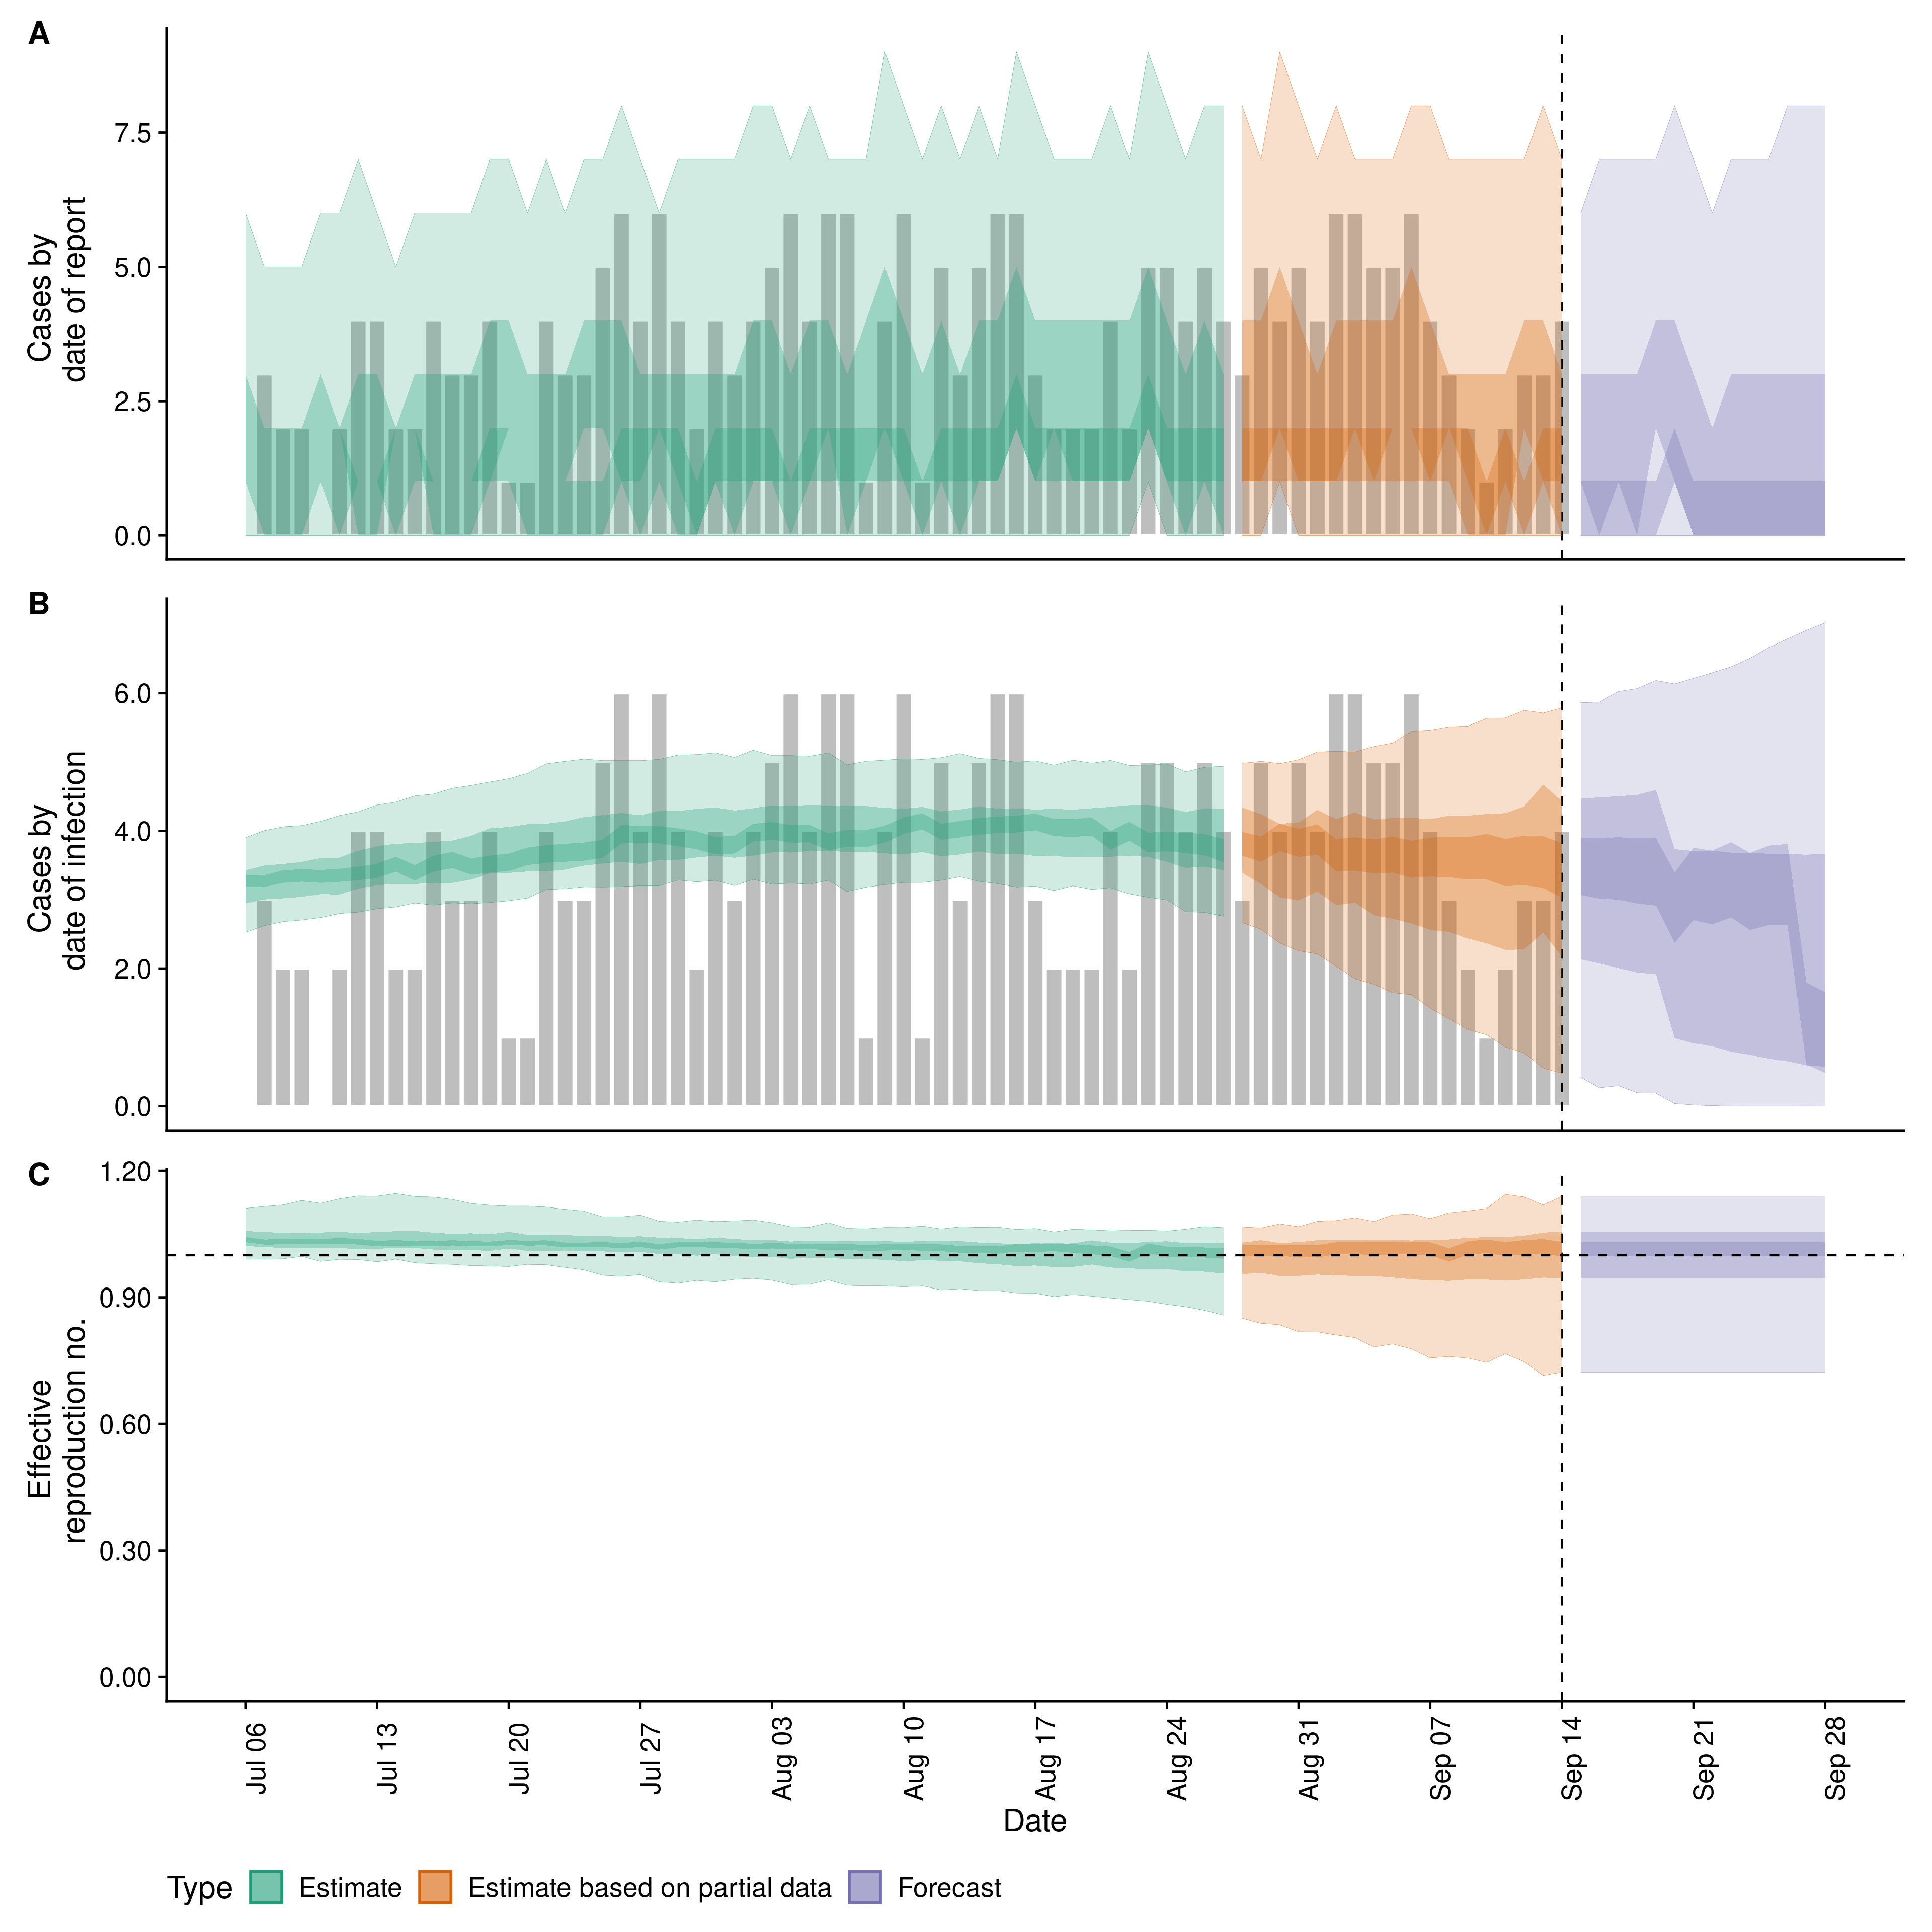 A
Cases by
date of report
7.5
5.0
2.5
0.0
B
Cases by
date of infection
6.0
4.0
2.0
0.0
C
Effective
reproduction no.
1.20
0.90
0.60
0.30
0.00
Jul 06
Jul 13
Jul 20
Jul 27
Aug 03
Aug 10
Aug 17
Aug 24
Aug 31
Sep 07
Sep 14
Sep 21
Sep 28
Date
Type Estimate Estimate based on partial data Forecast